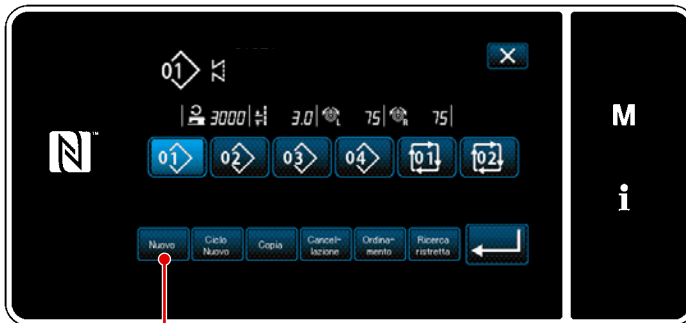 01
3000 3.0 L 75 R 75
01 02 03 04 01 02
Nuovo Ciclo Nuovo Copia Cancel- lazione Ordina- mento Ricerca ristretta
M
i
N